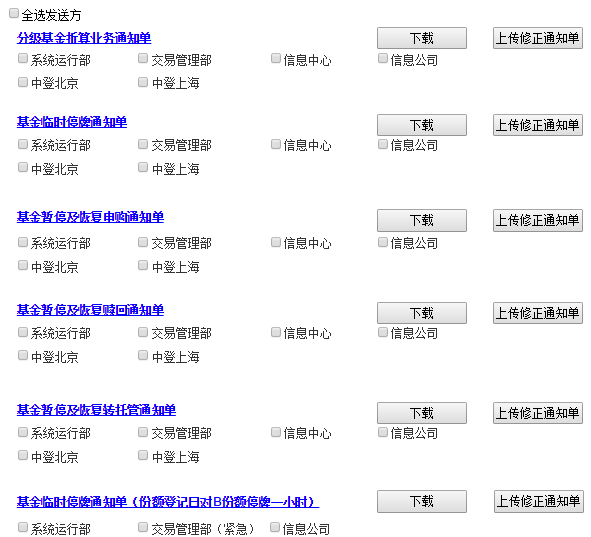 全选发送方
分级基金折算业务通知单 下载 上传修正通知单
系统运行部 交易管理部 信息中心 信息公司
中登北京 中登上海
基金临时停牌通知单 下载 上传修正通知单
系统运行部 交易管理部 信息中心 信息公司
中登北京 中登上海
基金暂停及恢复申购通知单 下载 上传修正通知单
系统运行部 交易管理部 信息中心 信息公司
中登北京 中登上海
基金暂停及恢复赎回通知单 下载 上传修正通知单
系统运行部 交易管理部 信息中心 信息公司
中登北京 中登上海
基金暂停及恢复转托管通知单 下载 上传修正通知单
系统运行部 交易管理部 信息中心 信息公司
中登北京 中登上海
基金临时停牌通知单（份额登记日对B份额停牌一小时） 下载 上传修正通知单
系统运行部 交易管理部（紧急） 信息公司